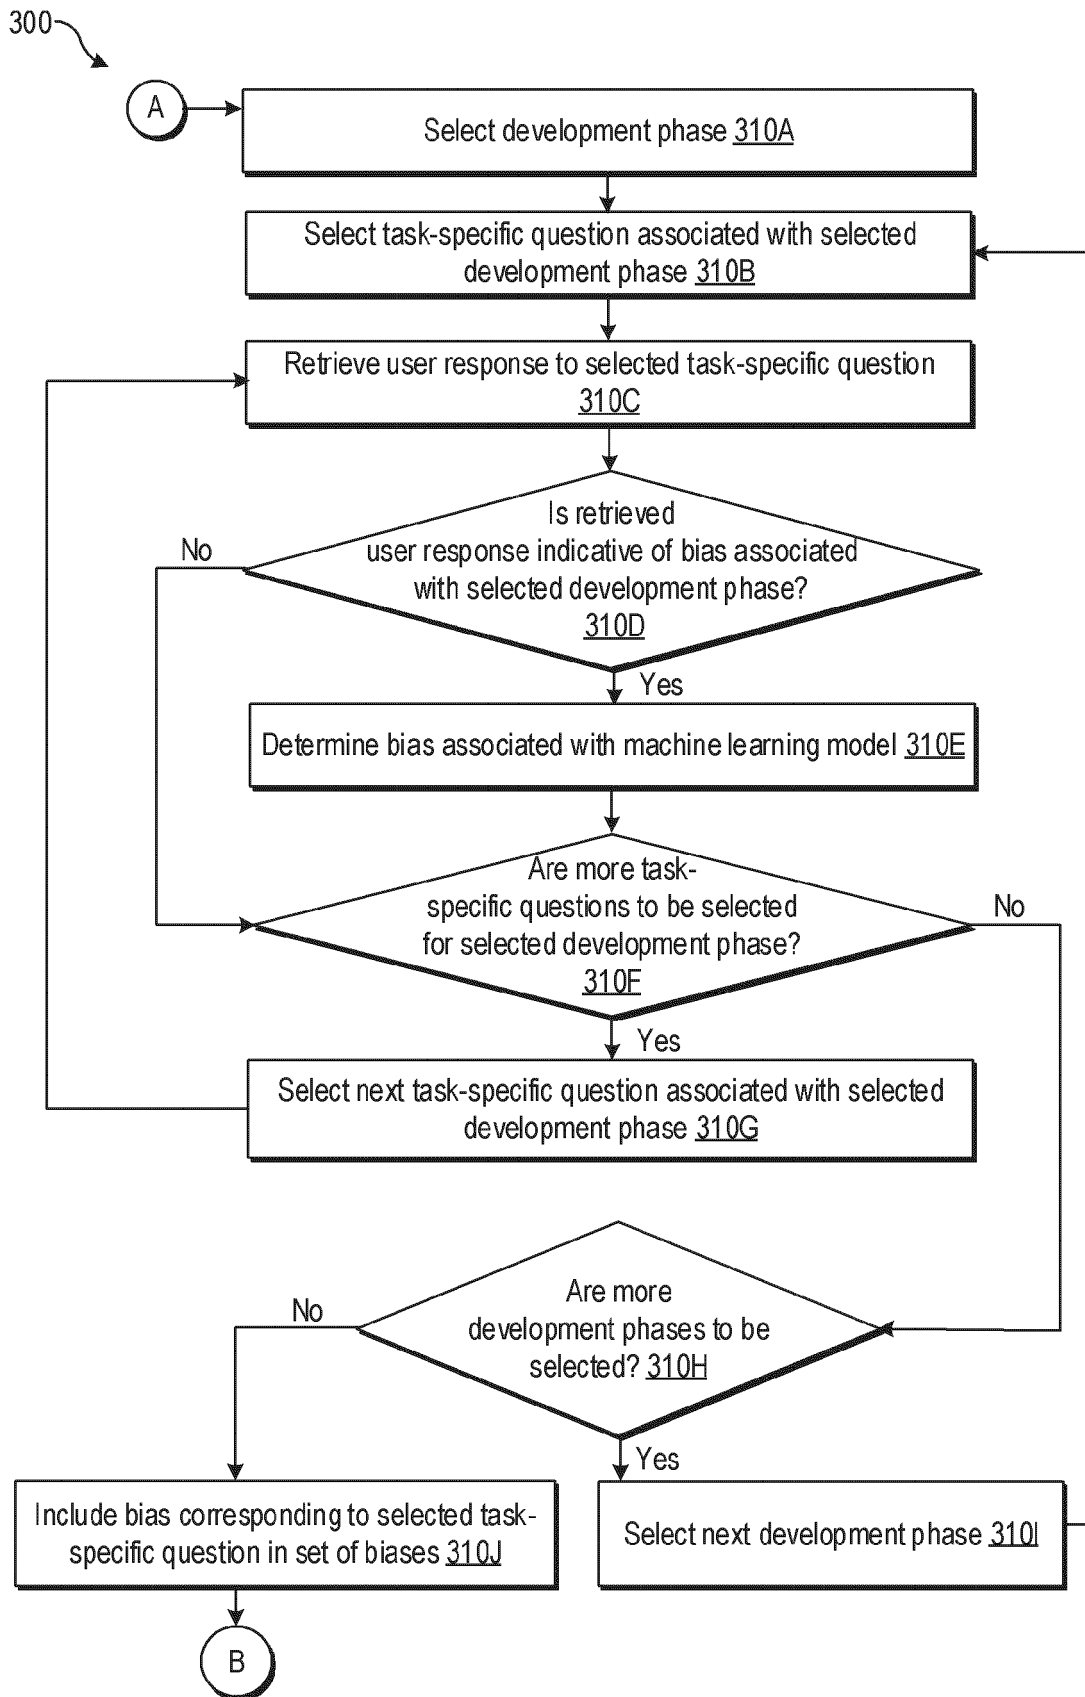 300
A
Select development phase 310A
Select task-specific question associated with selected
development phase 310B
Retrieve user response to selected task-specific question
310C
Is retrieved
user response indicative of bias associated
with selected development phase?
310D
No
Yes
Determine bias associated with machine learning model 310E
Are more task-
specific questions to be selected
for selected development phase?
310F
No
Yes
Select next task-specific question associated with selected
development phase 310G
Are more
development phases to be
selected? 310H
No
Yes
Include bias corresponding to selected task-
specific question in set of biases 310J
Select next development phase 310I
B